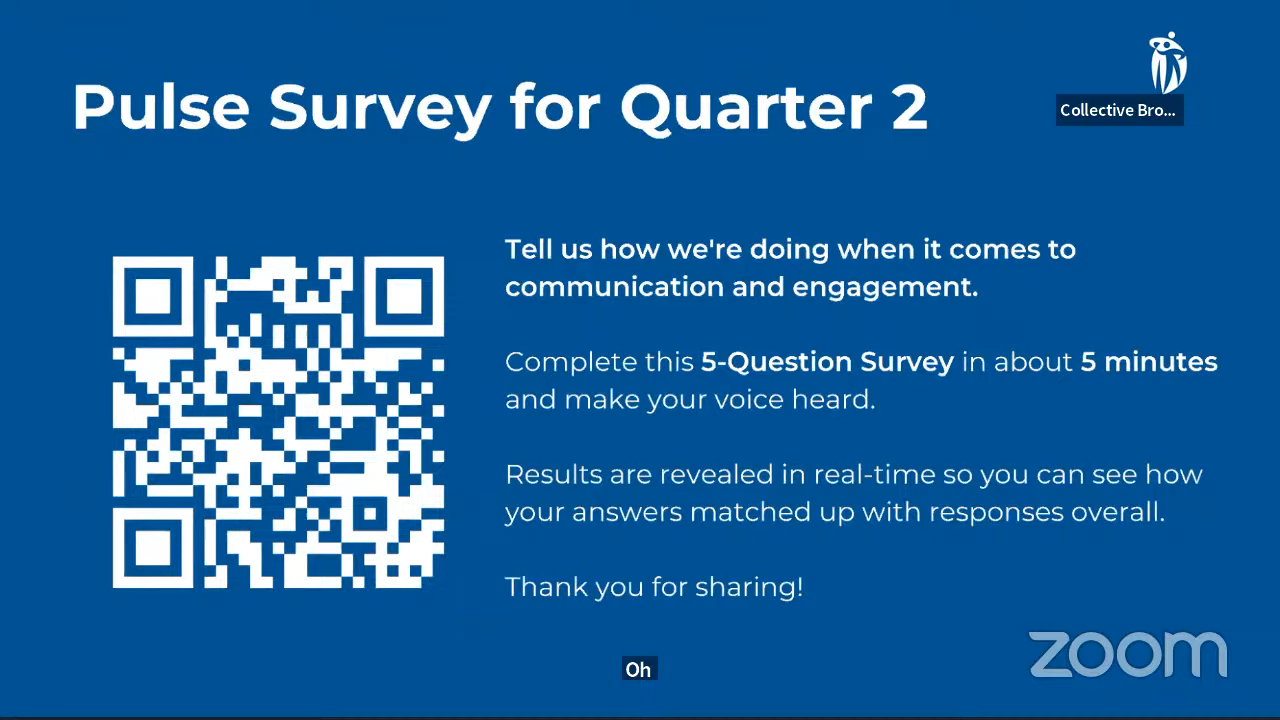 Pulse Survey for Quarter 2
Collective Bro...
Tell us how we're doing when it comes to
communication and engagement.
Complete this 5-Question Survey in about 5 minutes
and make your voice heard.
Results are revealed in real-time so you can see how
your answers matched up with responses overall.
Thank you for sharing!
zoom
Oh